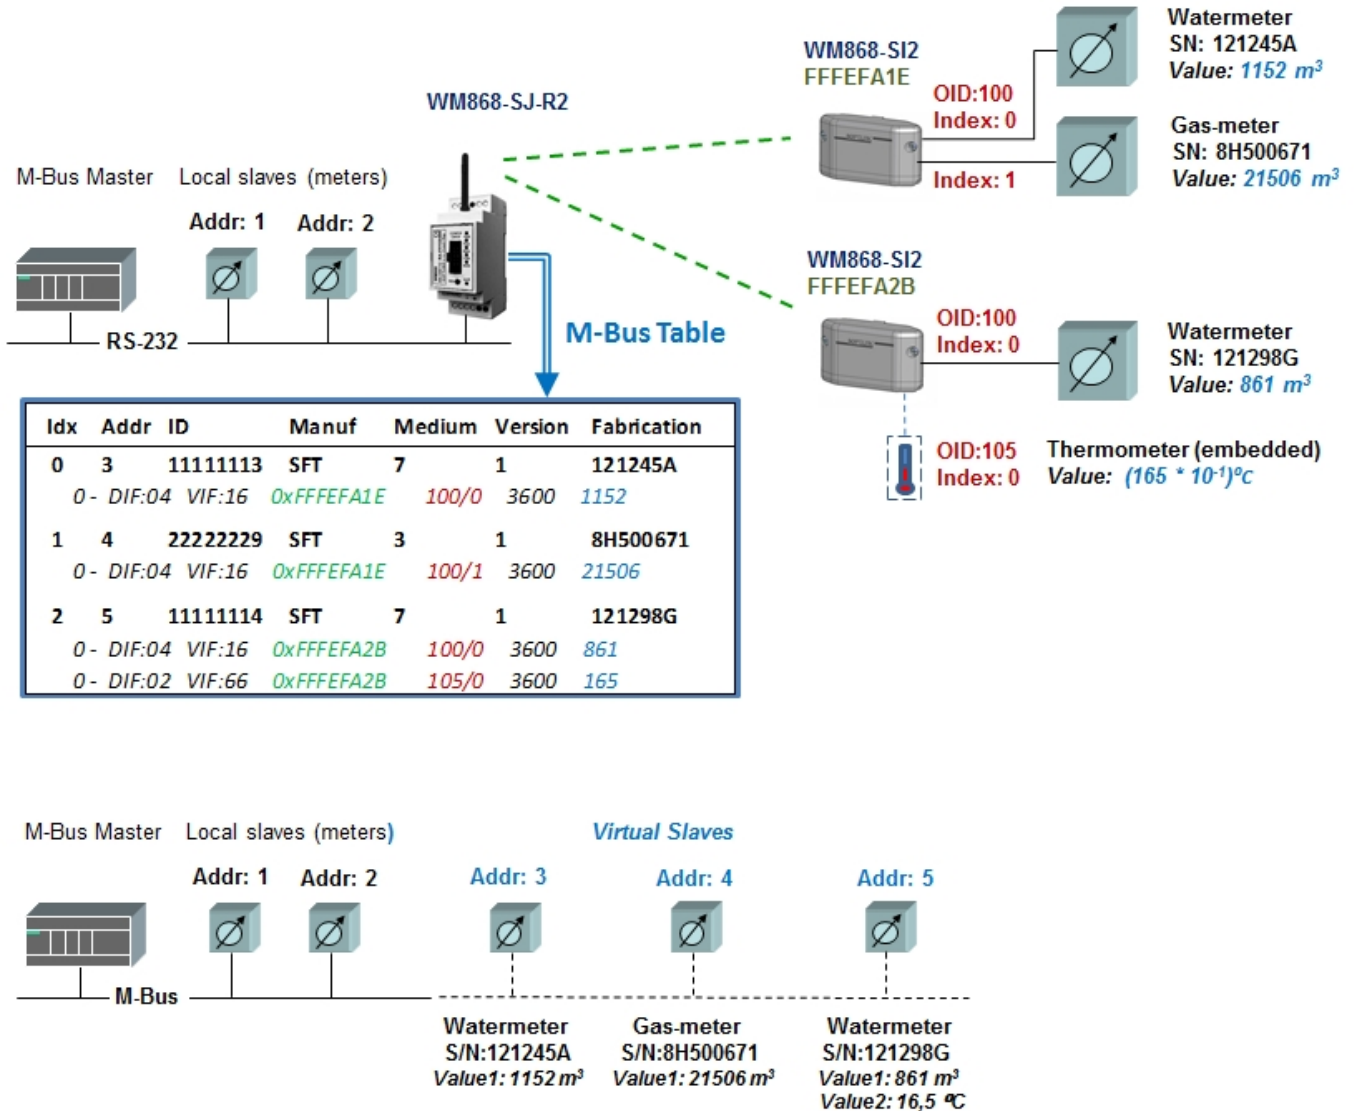 WM868-SI2
FFFEFA1E
OID:100
Index: 0
Index: 1
Watermeter
SN: 121245A
Value: 1152 m³
Gas-meter
SN: 8H500671
Value: 21506 m³
WM868-SJ-R2
M-Bus Master Local slaves (meters)
Addr: 1 Addr: 2
RS-232
M-Bus Table
WM868-SI2
FFFEFA2B
OID:100
Index: 0
Watermeter
SN: 121298G
Value: 861 m³
OID:105
Index: 0
Thermometer (embedded)
Value: (165 * 10⁻¹)ºC
Idx Addr ID Manuf Medium Version Fabrication
0 3 11111113 SFT 7 1 121245A
0 - DIF:04 VIF:16 0xFFFEFA1E 100/0 3600 1152
1 4 22222229 SFT 3 1 8H500671
0 - DIF:04 VIF:16 0xFFFEFA1E 100/1 3600 21506
2 5 11111114 SFT 7 1 121298G
0 - DIF:04 VIF:16 0xFFFEFA2B 100/0 3600 861
0 - DIF:02 VIF:66 0xFFFEFA2B 105/0 3600 165
M-Bus Master Local slaves (meters) Virtual Slaves
Addr: 1 Addr: 2 Addr: 3 Addr: 4 Addr: 5
M-Bus
Watermeter
S/N:121245A
Value1: 1152 m³
Gas-meter
S/N:8H500671
Value1: 21506 m³
Watermeter
S/N:121298G
Value1: 861 m³
Value2: 16,5 ºC